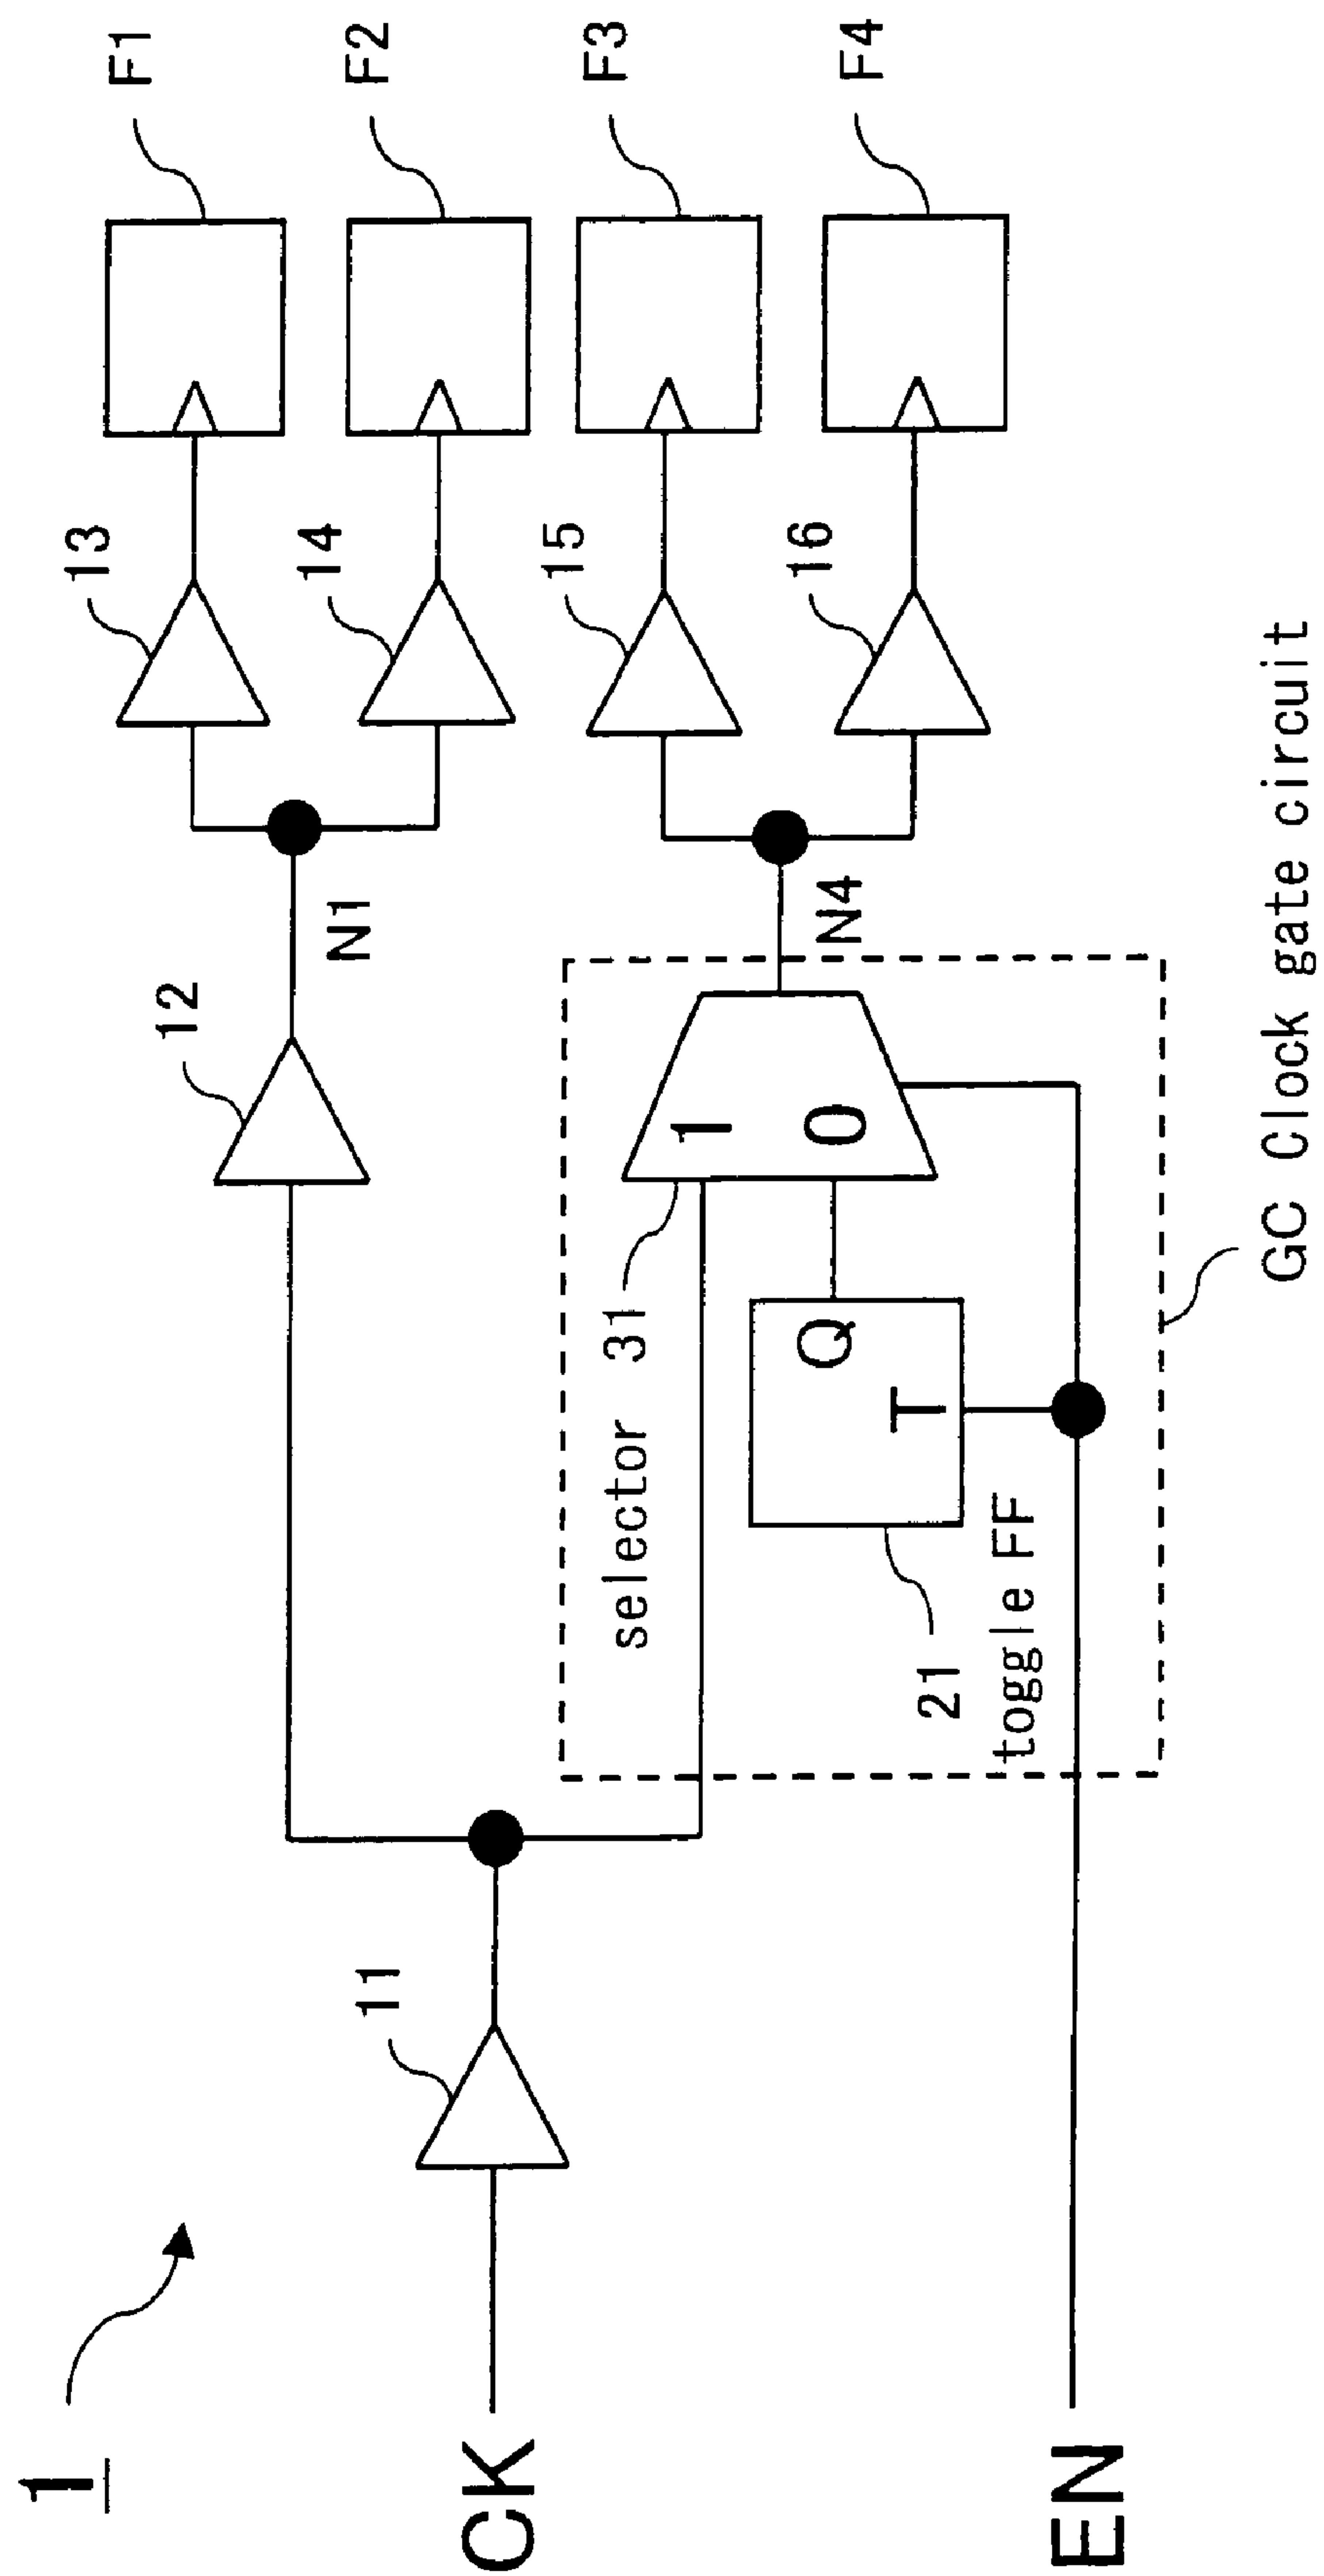 1
CK
EN
11
12
13
14
15
16
F1
F2
F3
F4
N1
N4
selector 31
1
0
Q
T
21
toggle FF
GC Clock gate circuit